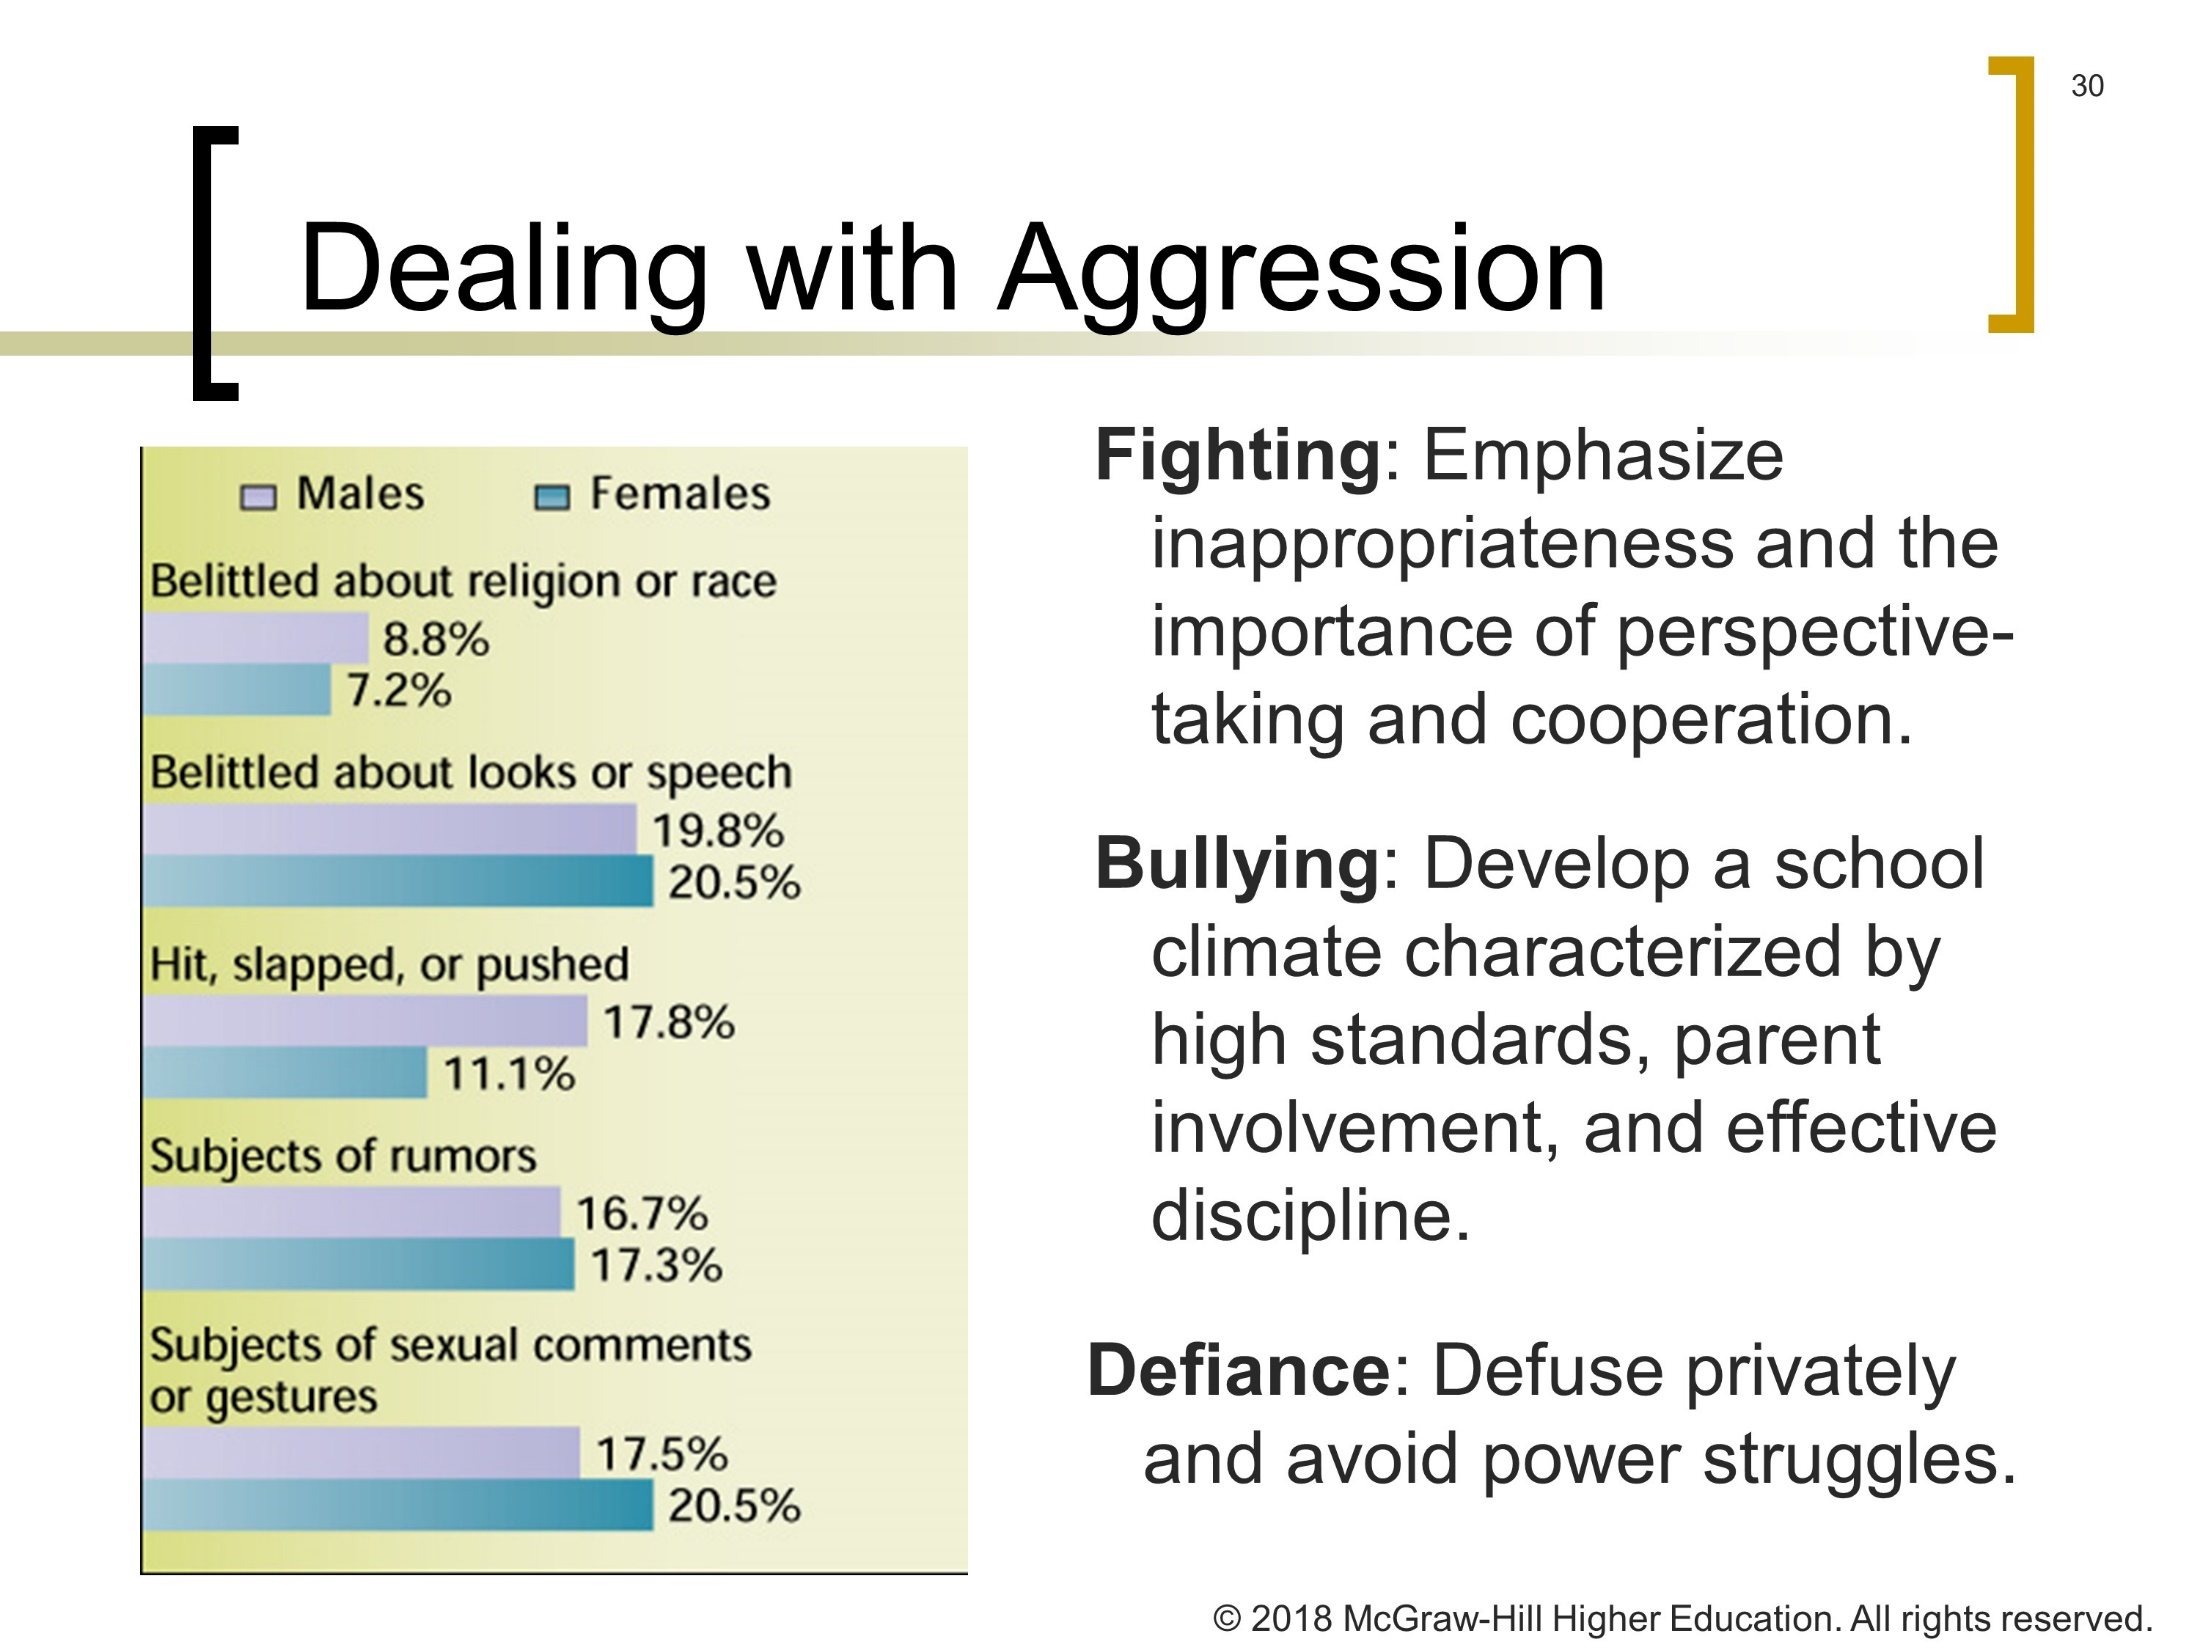 30
Dealing with Aggression
Males Females
Belittled about religion or race
8.8%
7.2%
Belittled about looks or speech
19.8%
20.5%
Hit, slapped, or pushed
17.8%
11.1%
Subjects of rumors
16.7%
17.3%
Subjects of sexual comments
or gestures
17.5%
20.5%
Fighting: Emphasize
inappropriateness and the
importance of perspective-
taking and cooperation.
Bullying: Develop a school
climate characterized by
high standards, parent
involvement, and effective
discipline.
Defiance: Defuse privately
and avoid power struggles.
© 2018 McGraw-Hill Higher Education. All rights reserved.